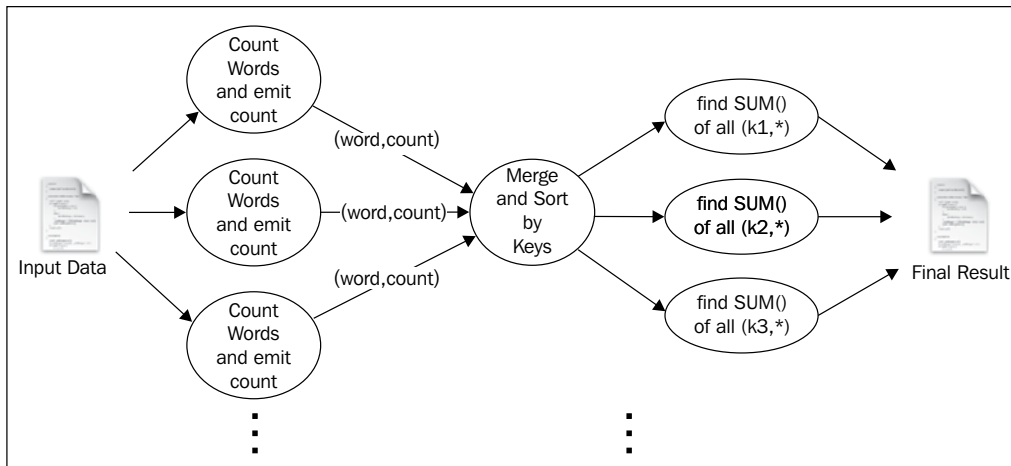 Count
Words
and emit
count
(word,count)
Count
Words
and emit
count
(word,count)
(word,count)
Count
Words
and emit
count
Input Data
Merge
and Sort
by
Keys
find SUM()
of all (k1,*)
find SUM()
of all (k2,*)
find SUM()
of all (k3,*)
Final Result